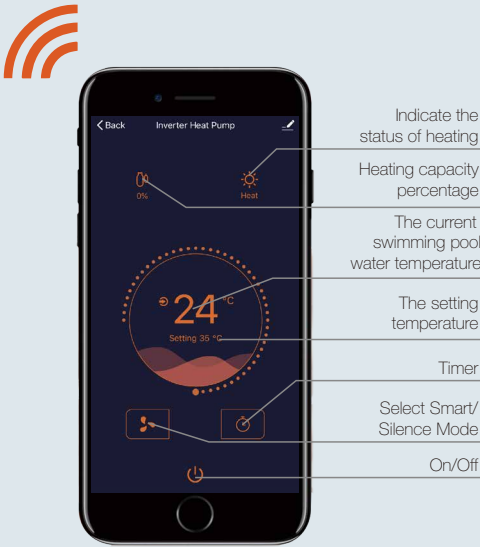 Back
Inverter Heat Pump
0%
Heat
24 °C
Setting 35 °C
Indicate the
status of heating
Heating capacity
percentage
The current
swimming pool
water temperature
The setting
temperature
Timer
Select Smart/
Silence Mode
On/Off